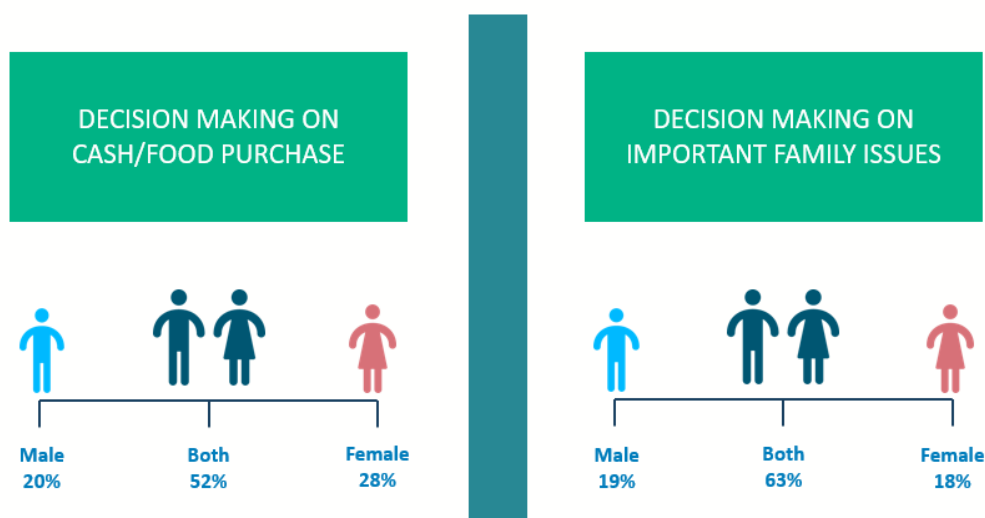 DECISION MAKING ON
CASH/FOOD PURCHASE
Male
20%
Both
52%
Female
28%
DECISION MAKING ON
IMPORTANT FAMILY ISSUES
Male
19%
Both
63%
Female
18%